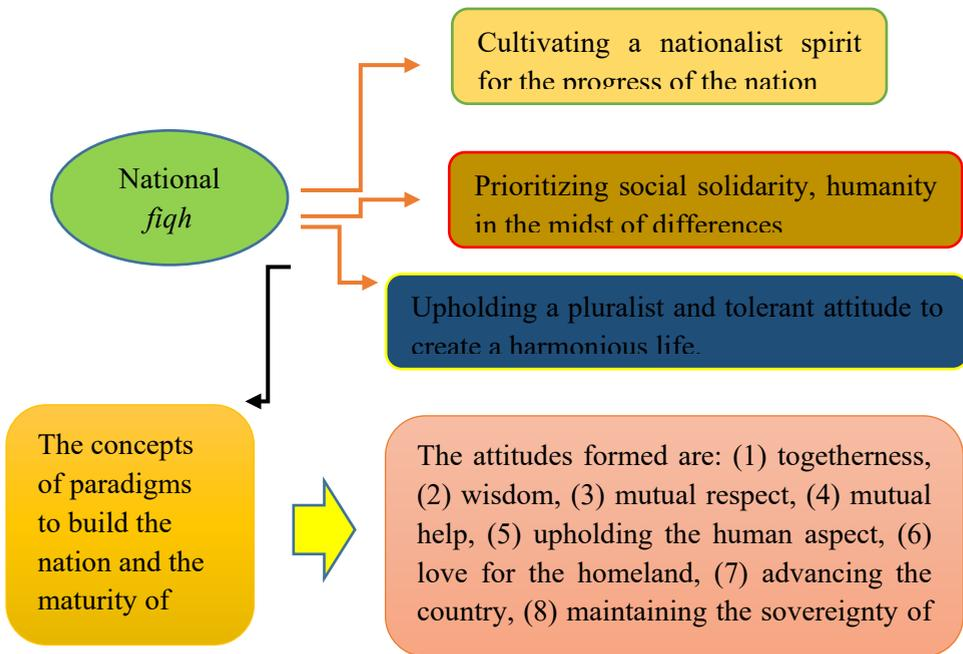 Cultivating a nationalist spirit
for the progress of the nation
National
fiqh
Prioritizing social solidarity, humanity
in the midst of differences
Upholding a pluralist and tolerant attitude to
create a harmonious life.
The concepts
of paradigms
to build the
nation and the
maturity of
The attitudes formed are: (1) togetherness,
(2) wisdom, (3) mutual respect, (4) mutual
help, (5) upholding the human aspect, (6)
love for the homeland, (7) advancing the
country, (8) maintaining the sovereignty of